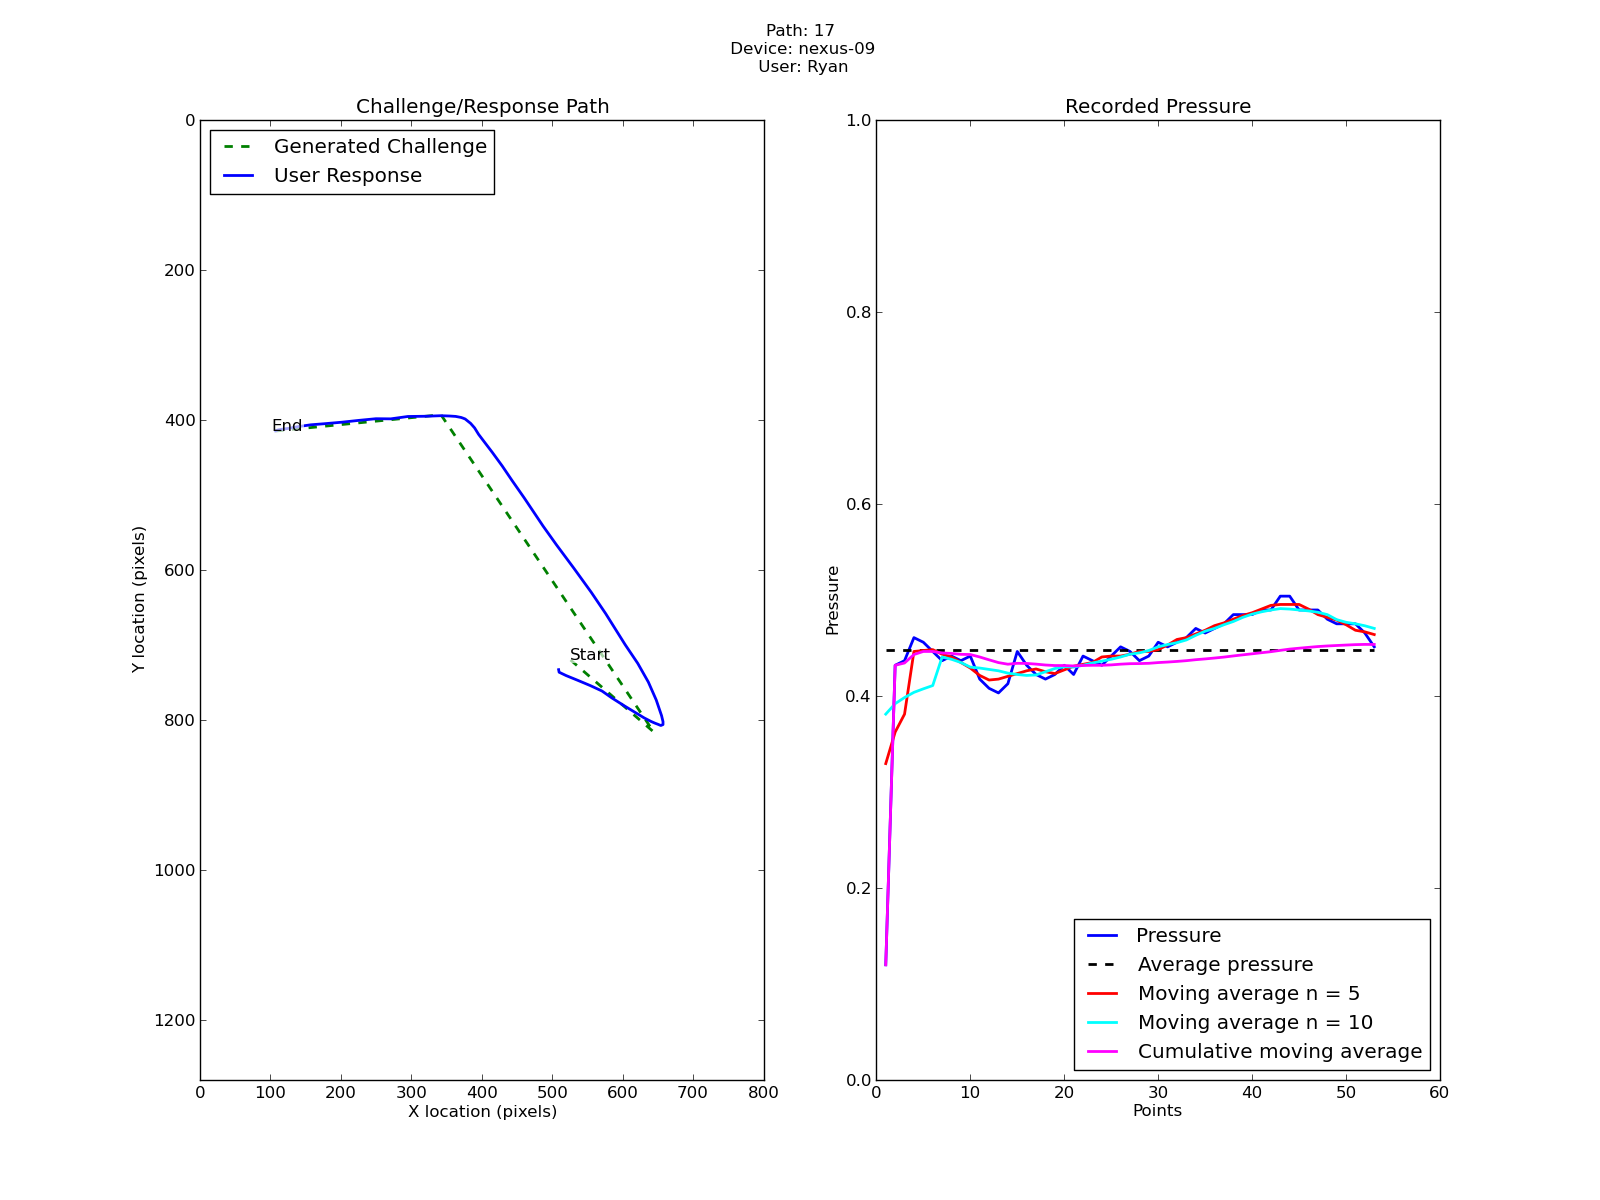 Path: 17
Device: nexus-09
User: Ryan
Challenge/Response Path
0
200
400
600
800
1000
1200
Y location (pixels)
Generated Challenge
User Response
End
Start
0 100 200 300 400 500 600 700 800
X location (pixels)
Recorded Pressure
1.0
0.8
0.6
0.4
0.2
0.0
Pressure
Pressure
Average pressure
Moving average n = 5
Moving average n = 10
Cumulative moving average
0 10 20 30 40 50 60
Points